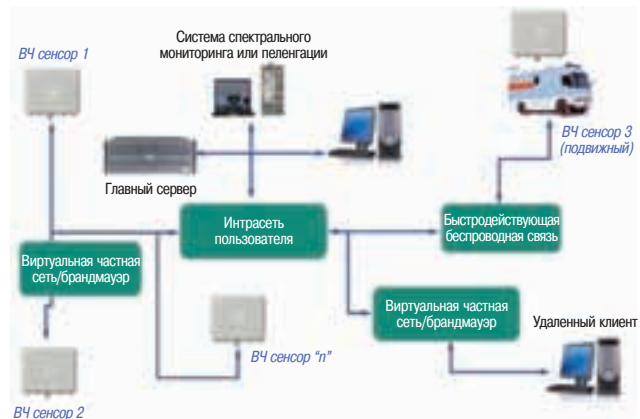 ВЧ сенсор 1
Система спектрального
мониторинга или пеленгации
ВЧ сенсор 3
(подвижный)
Главный сервер
Интрасеть
пользователя
Быстродействующая
беспроводная связь
Виртуальная частная
сеть/брандмауэр
Виртуальная частная
сеть/брандмауэр
Удаленный клиент
ВЧ сенсор "n"
ВЧ сенсор 2